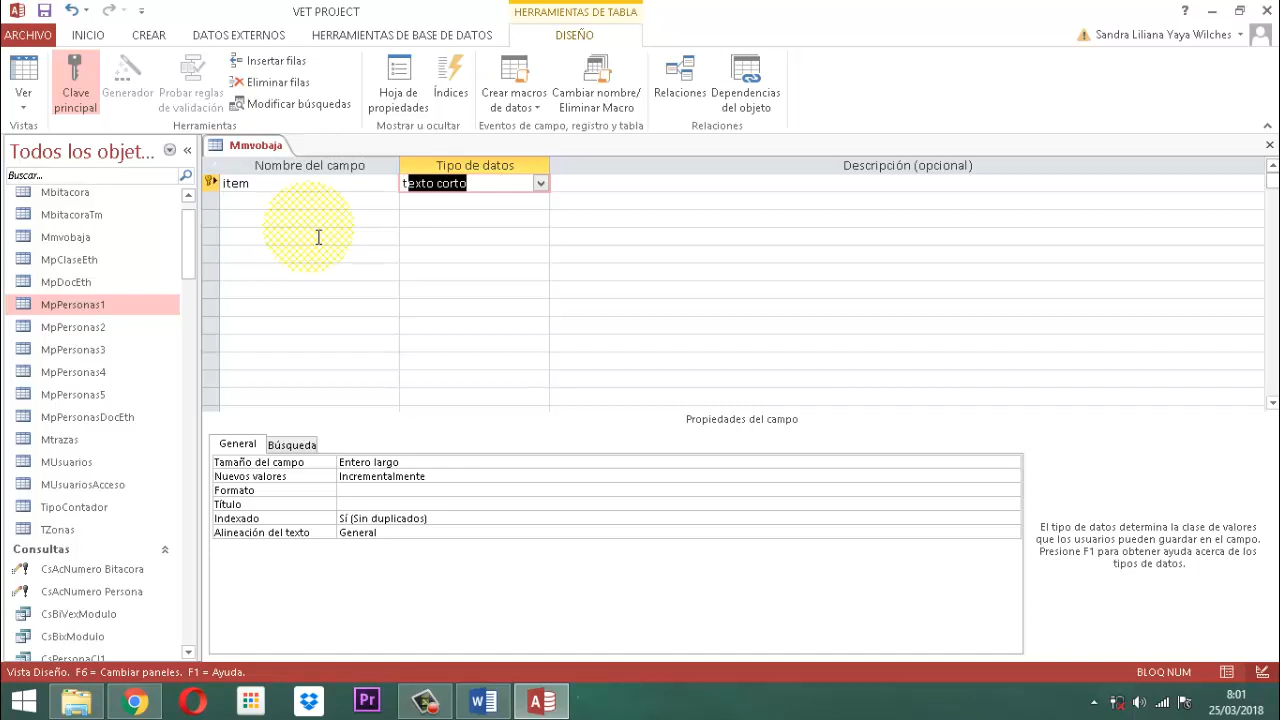 VET PROJECT
HERRAMIENTAS DE TABLA
?
ARCHIVO INICIO CREAR DATOS EXTERNOS HERRAMIENTAS DE BASE DE DATOS DISEÑO Sandra Liliana Yaya Wilches
Ver
Vistas
Clave principal
Generador
Probar reglas de validación
Insertar filas
Eliminar filas
Modificar búsquedas
Herramientas
Hoja de propiedades
Índices
Mostrar u ocultar
Crear macros de datos
Cambiar nombre/
Eliminar Macro
Eventos de campo, registro y tabla
Relaciones
Dependencias del objeto
Relaciones
Todos los objet...
Buscar...
Mbitacora
MbitacoraTm
Mmvobaja
MpClaseEth
MpDocEth
MpPersonas1
MpPersonas2
MpPersonas3
MpPersonas4
MpPersonas5
MpPersonasDocEth
Mtrazas
MUsuarios
MUsuariosAcceso
TipoContador
TZonas
Consultas
CsAcNumero Bitacora
CsAcNumero Persona
CsBiVexModulo
CsBixModulo
CsPersonaCl1
Mmvobaja
Nombre del campo Tipo de datos Descripción (opcional)
item texto corto
Propiedades del campo
General Búsqueda
Tamaño del campo Entero largo
Nuevos valores Incrementalmente
Formato
Título
Indexado Sí (Sin duplicados)
Alineación del texto General
El tipo de datos determina la clase de valores
que los usuarios pueden guardar en el campo.
Presione F1 para obtener ayuda acerca de los
tipos de datos.
Vista Diseño. F6 = Cambiar paneles. F1 = Ayuda. BLOQ NUM
Pr
8:01
25/03/2018